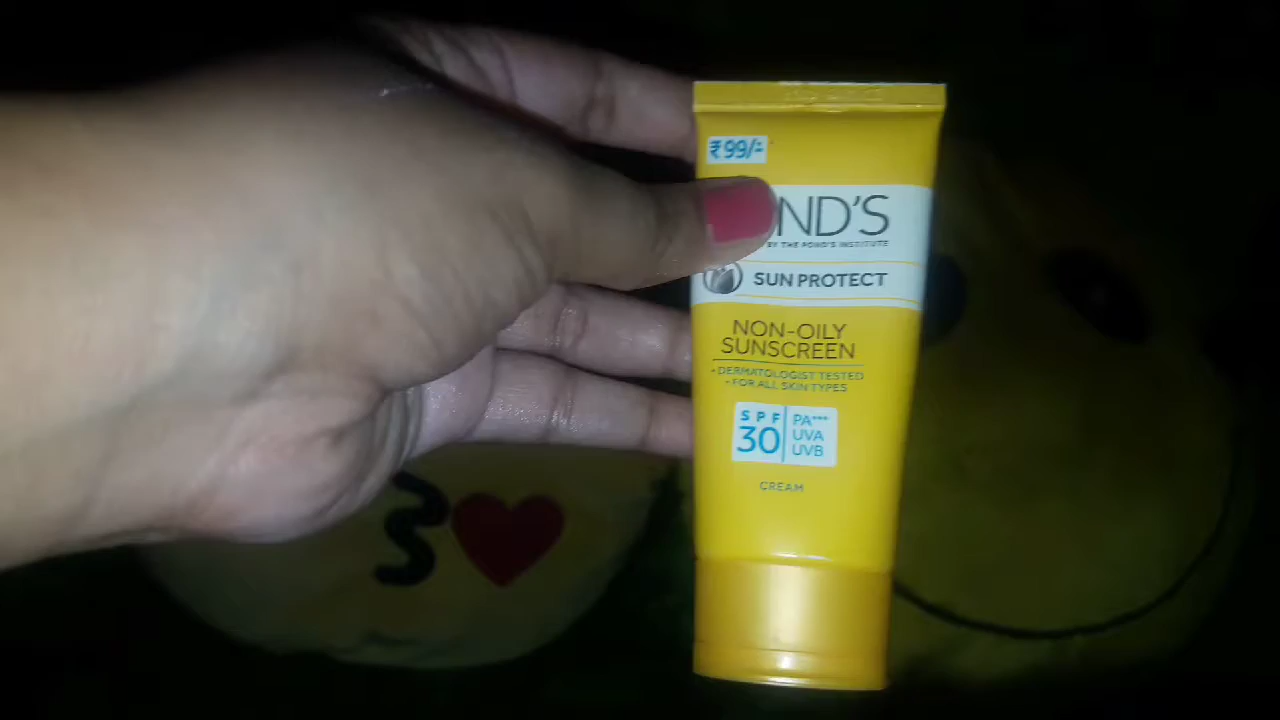 ₹99/-
ND'S
BY THE POND'S INSTITUTE
SUN PROTECT
NON-OILY
SUNSCREEN
• DERMATOLOGIST TESTED
• FOR ALL SKIN TYPES
SPF
30
PA+++
UVA
UVB
CREAM